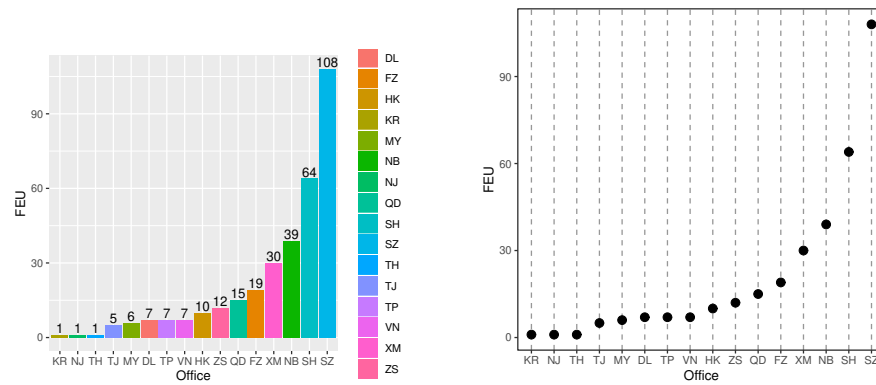 108
64
39
30
19
15
12
10
7
7
7
6
5
1
1
1
90
60
30
0
FEU
KR NJ TH TJ MY DL TP VN HK ZS QD FZ XM NB SH SZ
Office
DL
FZ
HK
KR
MY
NB
NJ
QD
SH
SZ
TH
TJ
TP
VN
XM
ZS
90
60
30
0
FEU
KR NJ TH TJ MY DL TP VN HK ZS QD FZ XM NB SH SZ
Office